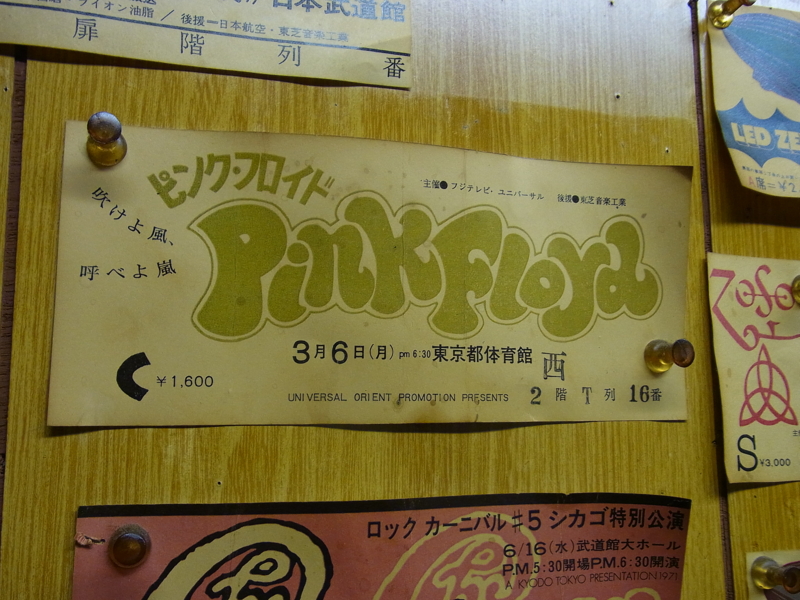 日本武道館
ライオン油脂 / 後援=日本航空・東芝音楽工業
扉 階 列 番
ピンク・フロイド
主催●フジテレビ・ユニバーサル 後援●東芝音楽工業
吹けよ風、
呼べよ嵐
Pink Floyd
3月6日(月) pm 6:30 東京都体育館 西
¥1,600
UNIVERSAL ORIENT PROMOTION PRESENTS
2 階 T 列 16番
LED ZE
S ¥3,000
ロック カーニバル #5 シカゴ特別公演
6/16(水)武道館大ホール
P.M.5:30開場P.M.6:30開演
A KYODO TOKYO PRESENTATION 1971